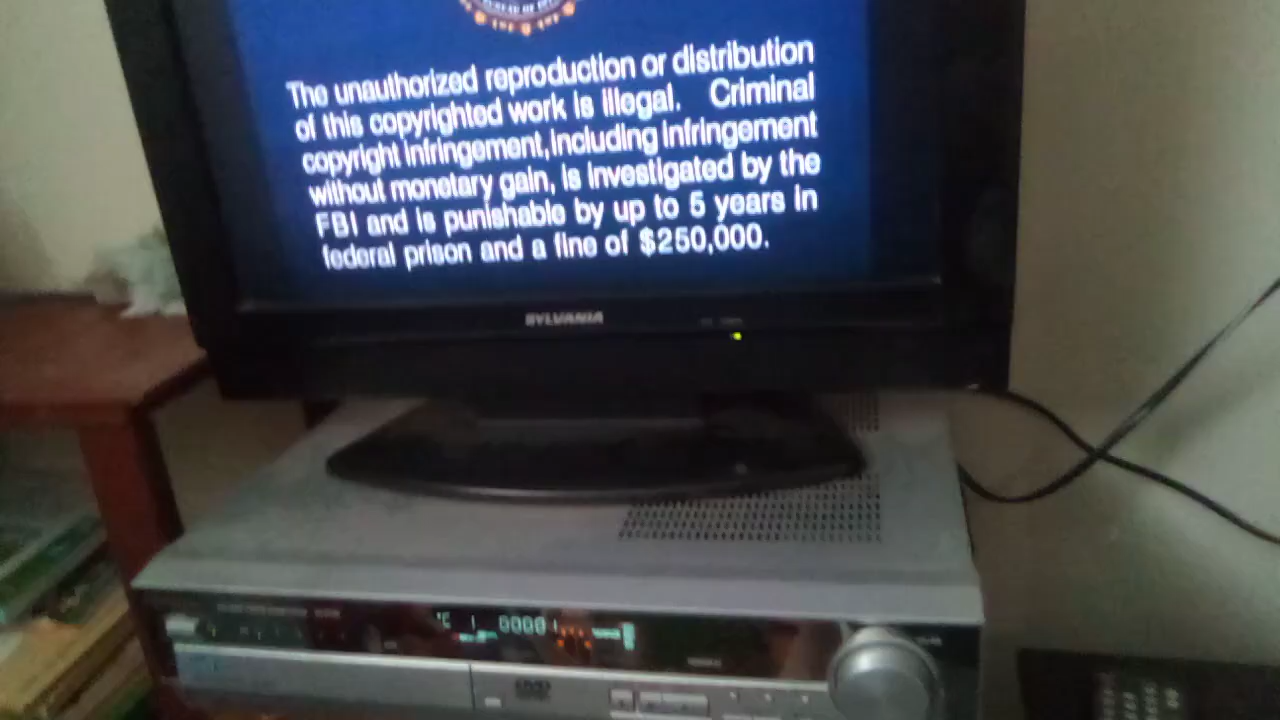 The unauthorized reproduction or distribution
of this copyrighted work is illegal. Criminal
copyright infringement, including infringement
without monetary gain, is investigated by the
FBI and is punishable by up to 5 years in
federal prison and a fine of $250,000.
SYLVANIA
DVD